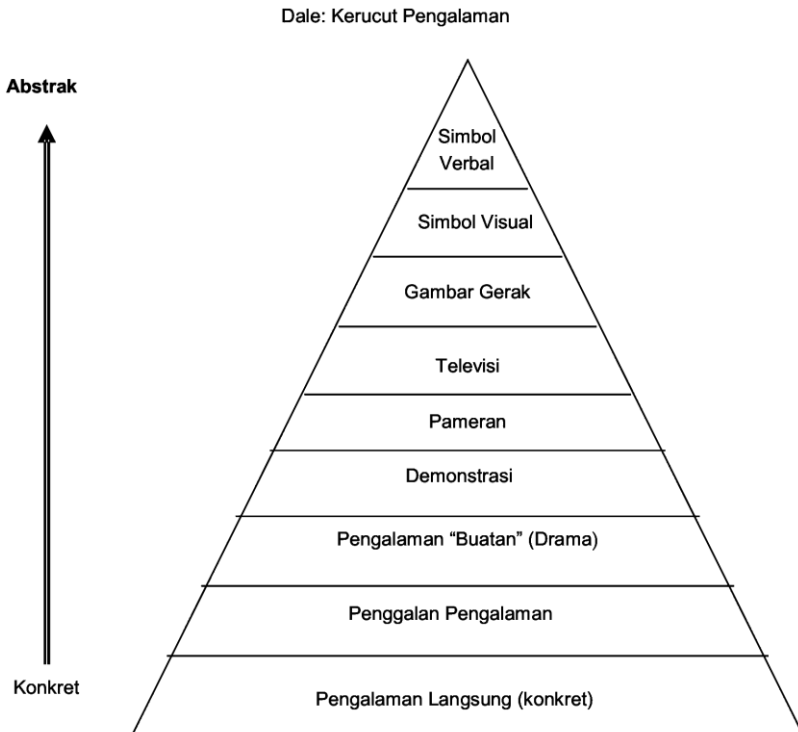 Dale: Kerucut Pengalaman
Abstrak
Simbol
Verbal
Simbol Visual
Gambar Gerak
Televisi
Pameran
Demonstrasi
Pengalaman “Buatan” (Drama)
Penggalan Pengalaman
Konkret
Pengalaman Langsung (konkret)